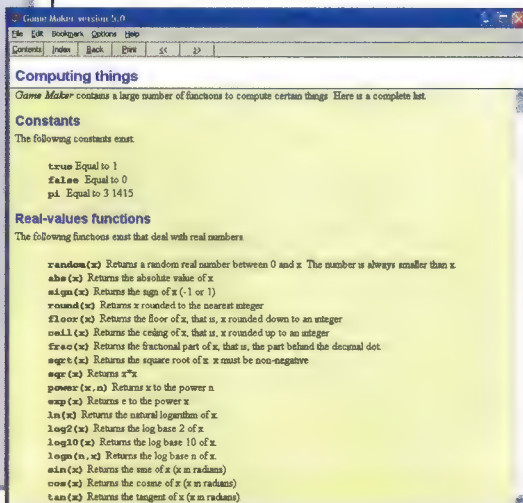 Game Maker version 5.0
File Edit Bookmark Options Help
Contents Index Back Print << >>
Computing things
Game Maker contains a large number of functions to compute certain things. Here is a complete list.
Constants
The following constants exist:
true Equal to 1
false Equal to 0
pi Equal to 3.1415
Real-values functions
The following functions exist that deal with real numbers.
random(x) Returns a random real number between 0 and x. The number is always smaller than x.
abs(x) Returns the absolute value of x.
sign(x) Returns the sign of x (-1 or 1)
round(x) Returns x rounded to the nearest integer
floor(x) Returns the floor of x, that is, x rounded down to an integer
ceil(x) Returns the ceiling of x, that is, x rounded up to an integer
frac(x) Returns the fractional part of x, that is, the part behind the decimal dot.
sqrt(x) Returns the square root of x. x must be non-negative
sqr(x) Returns x*x
power(x,n) Returns x to the power n
exp(x) Returns e to the power x
ln(x) Returns the natural logarithm of x.
log2(x) Returns the log base 2 of x.
log10(x) Returns the log base 10 of x.
logn(n,x) Returns the log base n of x.
sin(x) Returns the sine of x (x in radians)
cos(x) Returns the cosine of x (x in radians)
tan(x) Returns the tangent of x (x in radians)